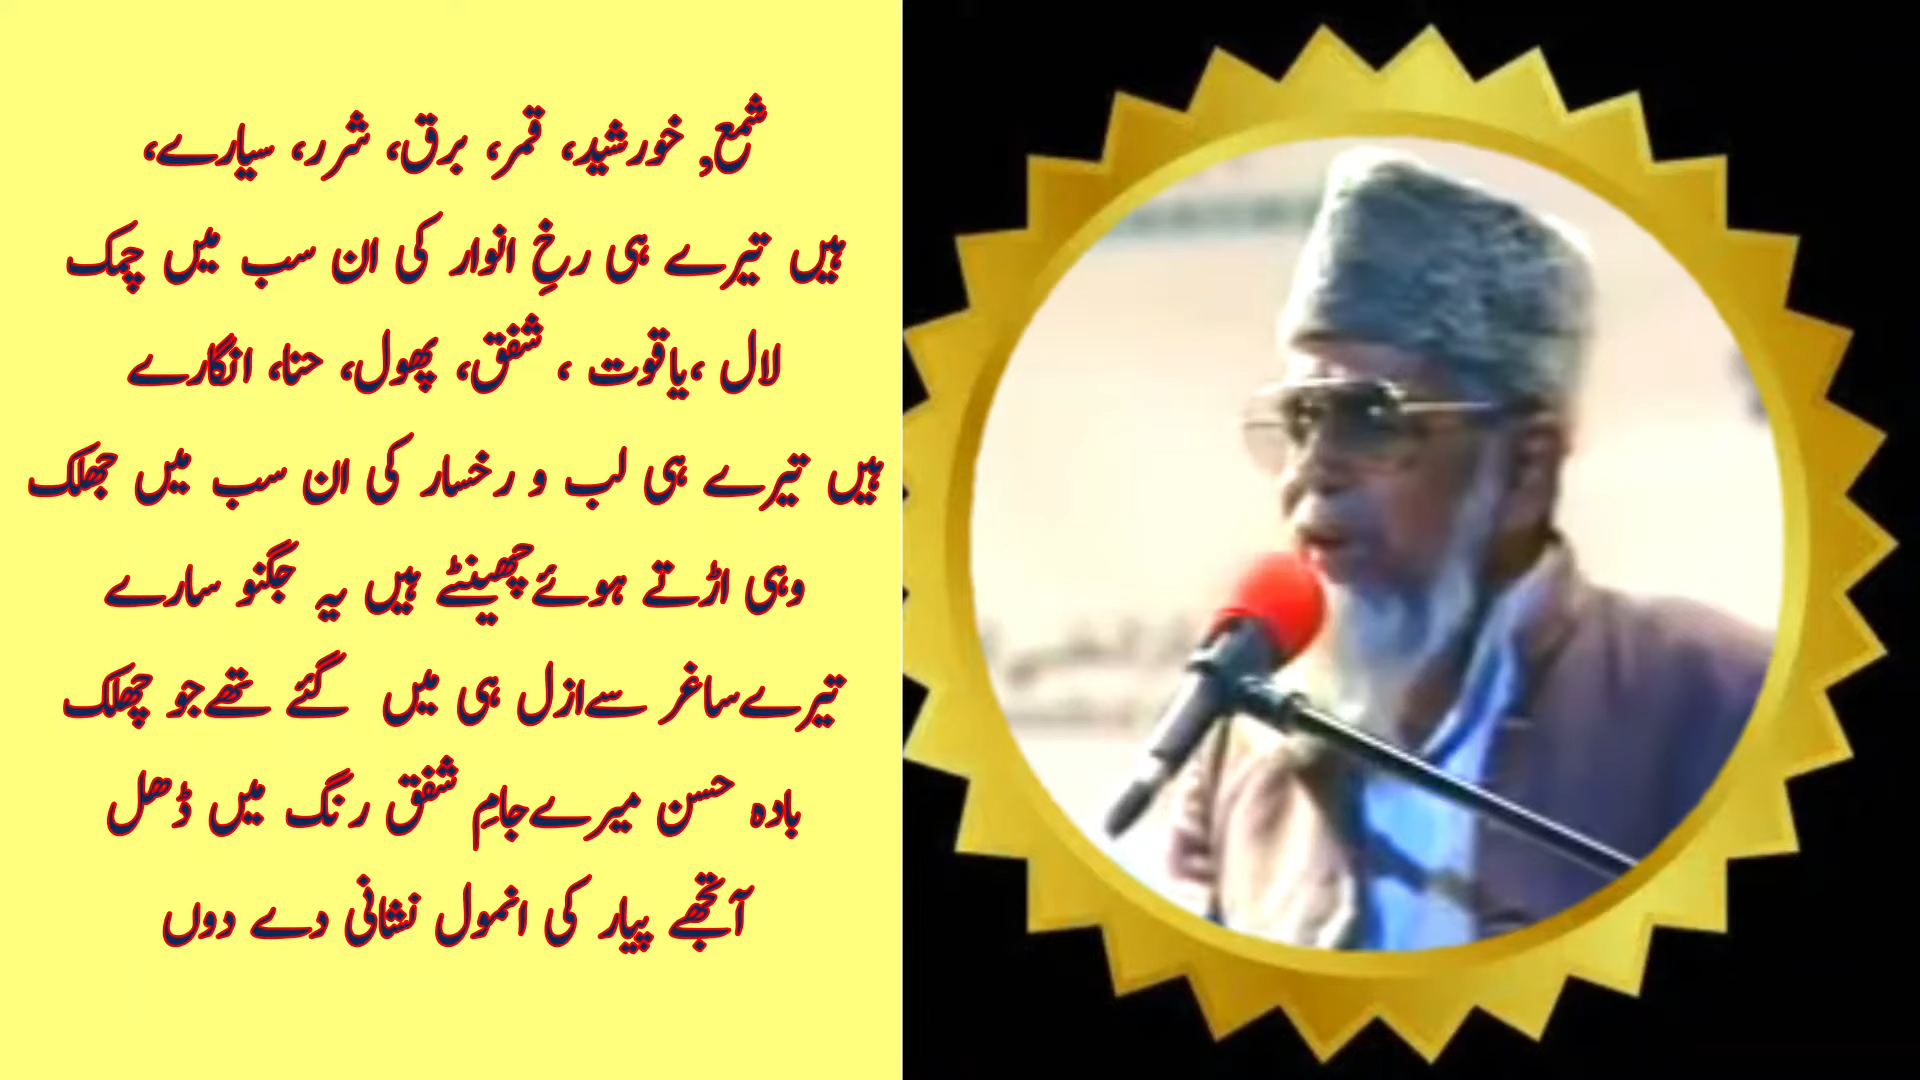 شمع, خورشید، قمر، برق، شرر، سیارے،
ہیں تیرے ہی رخِ انوار کی ان سب میں چمک
لال ،یاقوت ، شفق، پھول، حنا، انگارے
ہیں تیرے ہی لب و رخسار کی ان سب میں جھلک
وہی اڑتے ہوئے چھینٹے ہیں یہ جگنو سارے
تیرے ساغر سے ازل ہی میں گئے تھے جو چھلک
بادہ حسن میرے جامِ شفق رنگ میں ڈھل
آ تجھے پیار کی انمول نشانی دے دوں